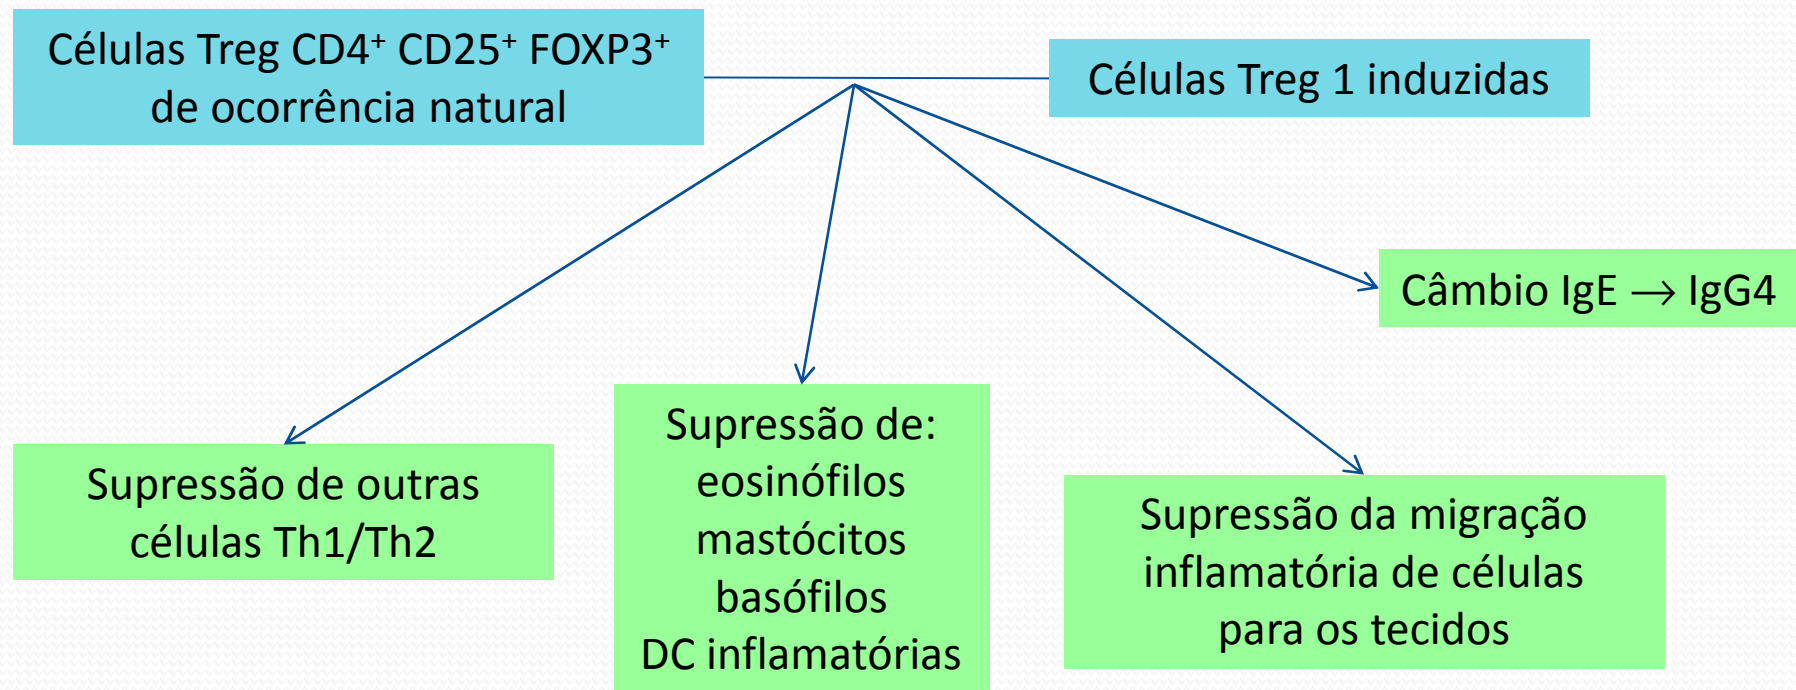 Células Treg CD4⁺ CD25⁺ FOXP3⁺
de ocorrência natural
Células Treg 1 induzidas
Câmbio IgE → IgG4
Supressão de outras
células Th1/Th2
Supressão de:
eosinófilos
mastócitos
basófilos
DC inflamatórias
Supressão da migração
inflamatória de células
para os tecidos